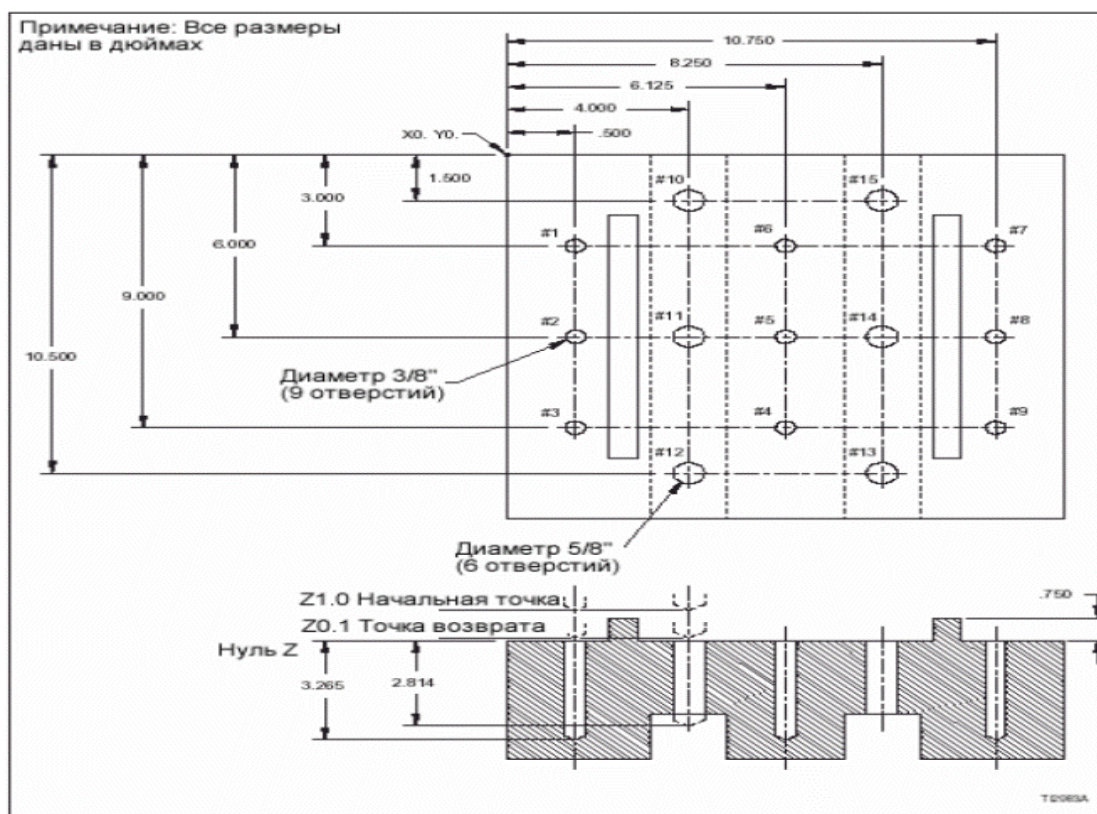 Примечание: Все размеры
даны в дюймах
10.750
8.250
6.125
4.000
.500
X0. Y0.
1.500
3.000
6.000
9.000
10.500
#10
#15
#1
#6
#7
#2
#11
#5
#14
#8
Диаметр 3/8"
(9 отверстий)
#3
#4
#9
#12
#13
Диаметр 5/8"
(6 отверстий)
Z1.0 Начальная точка
.750
Z0.1 Точка возврата
Нуль Z
3.265
2.814